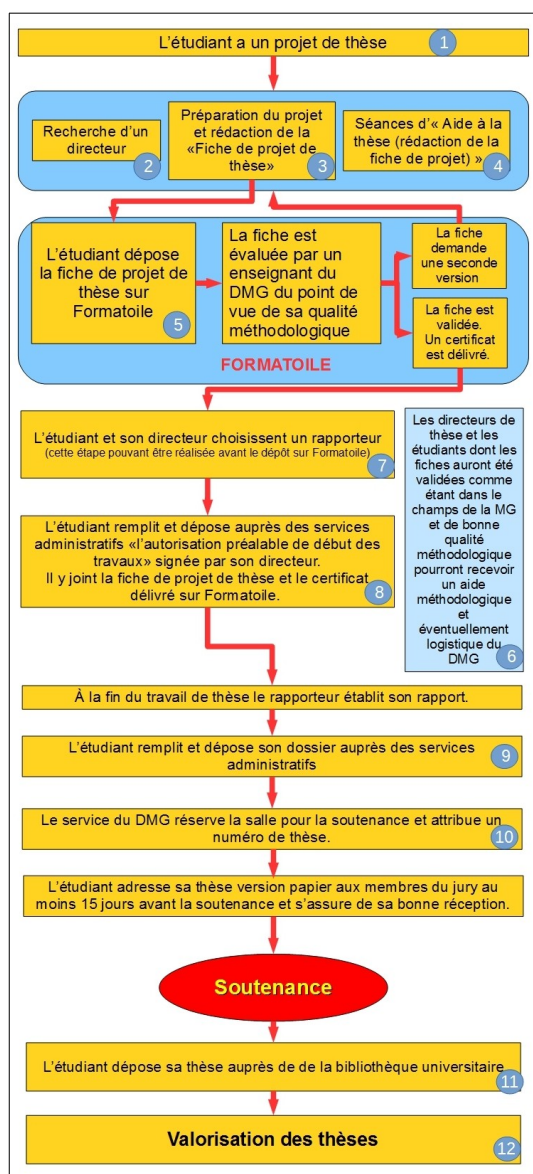 L'étudiant a un projet de thèse
1
Recherche d'un
directeur
2
Préparation du projet
et rédaction de la
«Fiche de projet de
thèse»
3
Séances d'« Aide à la
thèse (rédaction de la
fiche de projet) »
4
L'étudiant dépose
la fiche de projet de
thèse sur
Formatoile
5
La fiche est
évaluée par un
enseignant du
DMG du point de
vue de sa qualité
méthodologique
La fiche
demande
une seconde
version
La fiche est
validée.
Un certificat
est délivré.
FORMATOILE
L'étudiant et son directeur choisissent un rapporteur
(cette étape pouvant être réalisée avant le dépôt sur Formatoile)
7
Les directeurs de
thèse et les
étudiants dont les
fiches auront été
validées comme
étant dans le
champs de la MG
et de bonne
qualité
méthodologique
pourront recevoir
un aide
méthodologique
et
éventuellement
logistique du
DMG
6
L'étudiant remplit et dépose auprès des services
administratifs «l'autorisation préalable de début des
travaux» signée par son directeur.
Il y joint la fiche de projet de thèse et le certificat
délivré sur Formatoile.
8
À la fin du travail de thèse le rapporteur établit son rapport.
L'étudiant remplit et dépose son dossier auprès des services
administratifs
9
Le service du DMG réserve la salle pour la soutenance et attribue un
numéro de thèse.
10
L'étudiant adresse sa thèse version papier aux membres du jury au
moins 15 jours avant la soutenance et s'assure de sa bonne réception.
Soutenance
L'étudiant dépose sa thèse auprès de de la bibliothèque universitaire
11
Valorisation des thèses
12